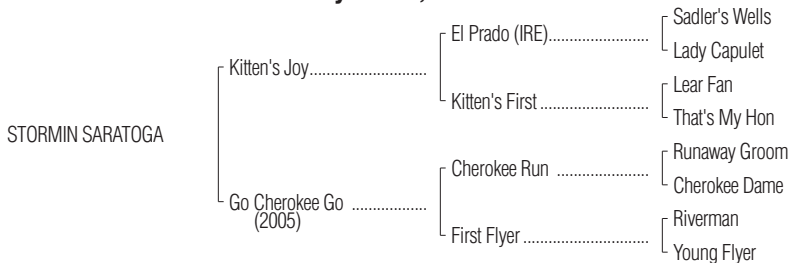 Sadler's Wells
El Prado (IRE)......................
Lady Capulet
Kitten's Joy...........................
Lear Fan
Kitten's First .........................
That's My Hon
STORMIN SARATOGA
Runaway Groom
Cherokee Run .....................
Cherokee Dame
Go Cherokee Go .................
(2005)
Riverman
First Flyer .............................
Young Flyer